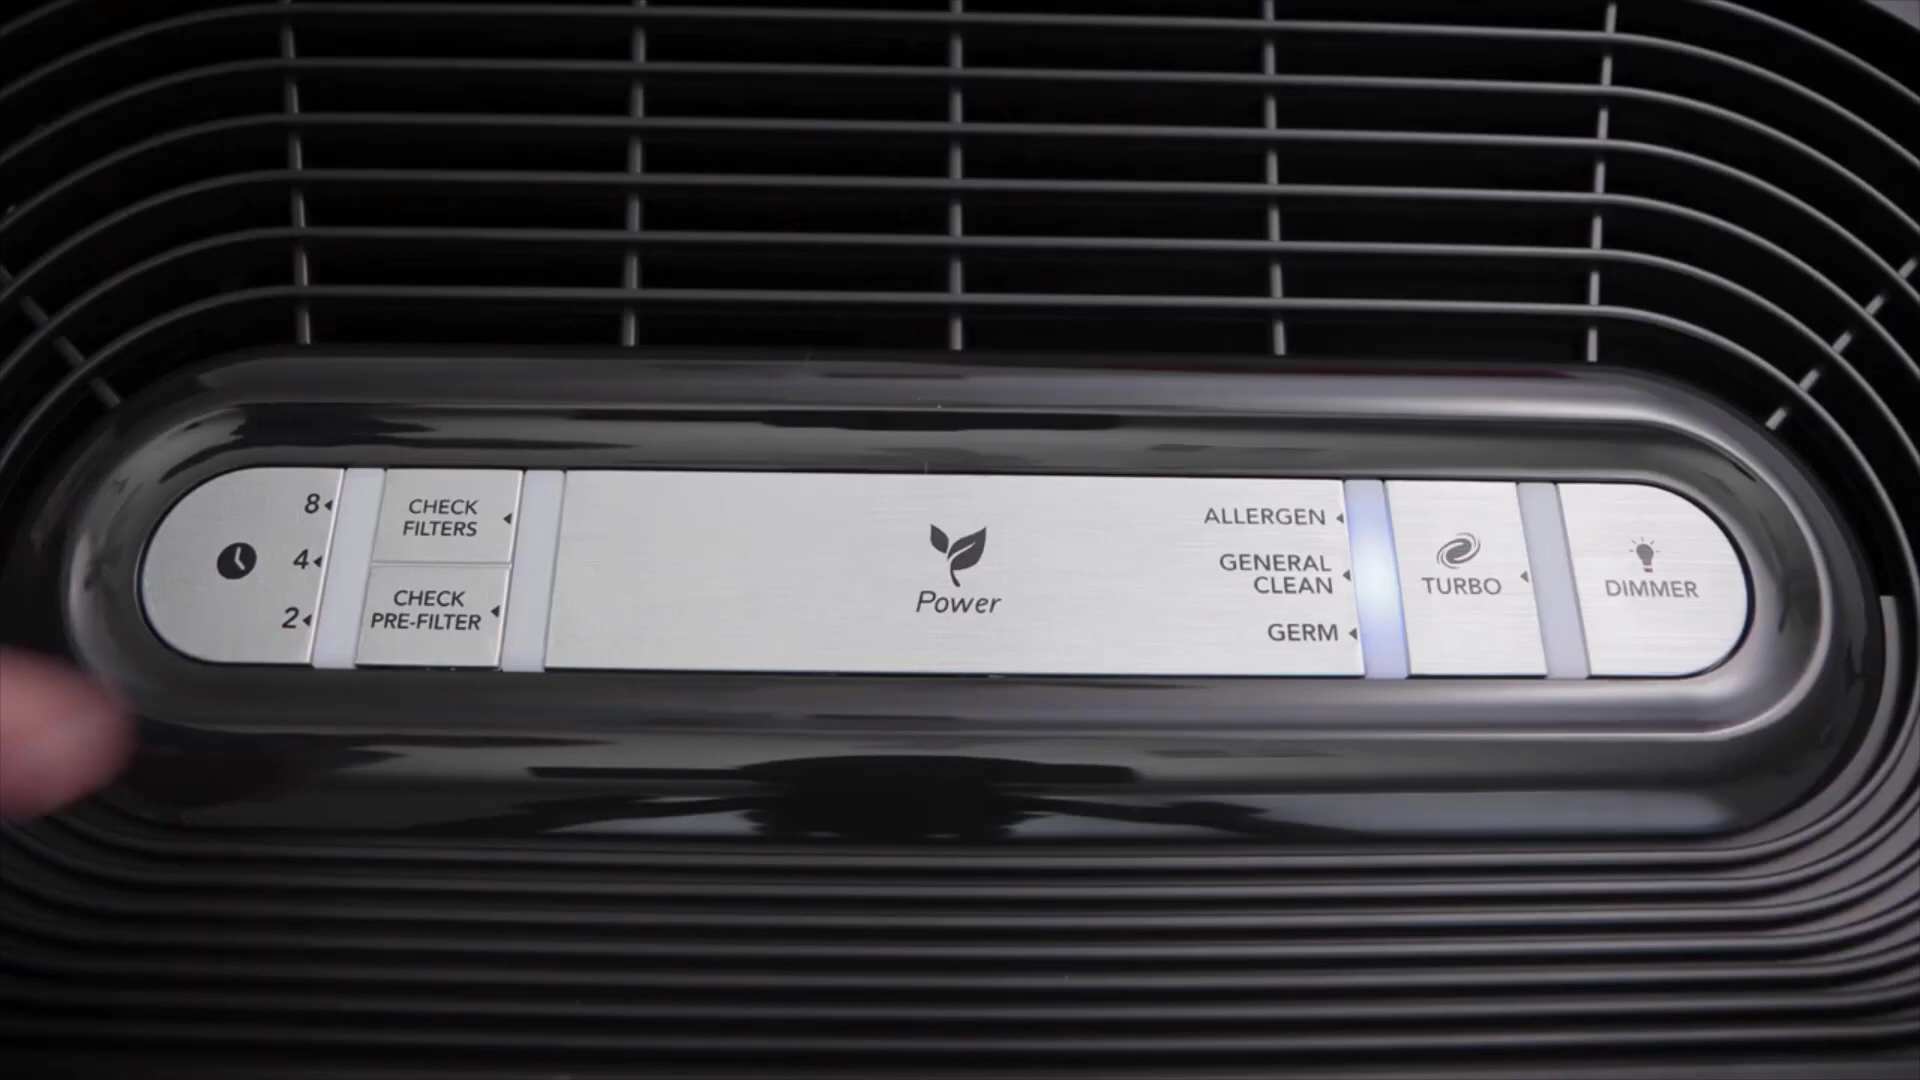 8
4
2
CHECK
FILTERS
CHECK
PRE-FILTER
Power
ALLERGEN
GENERAL
CLEAN
GERM
TURBO
DIMMER